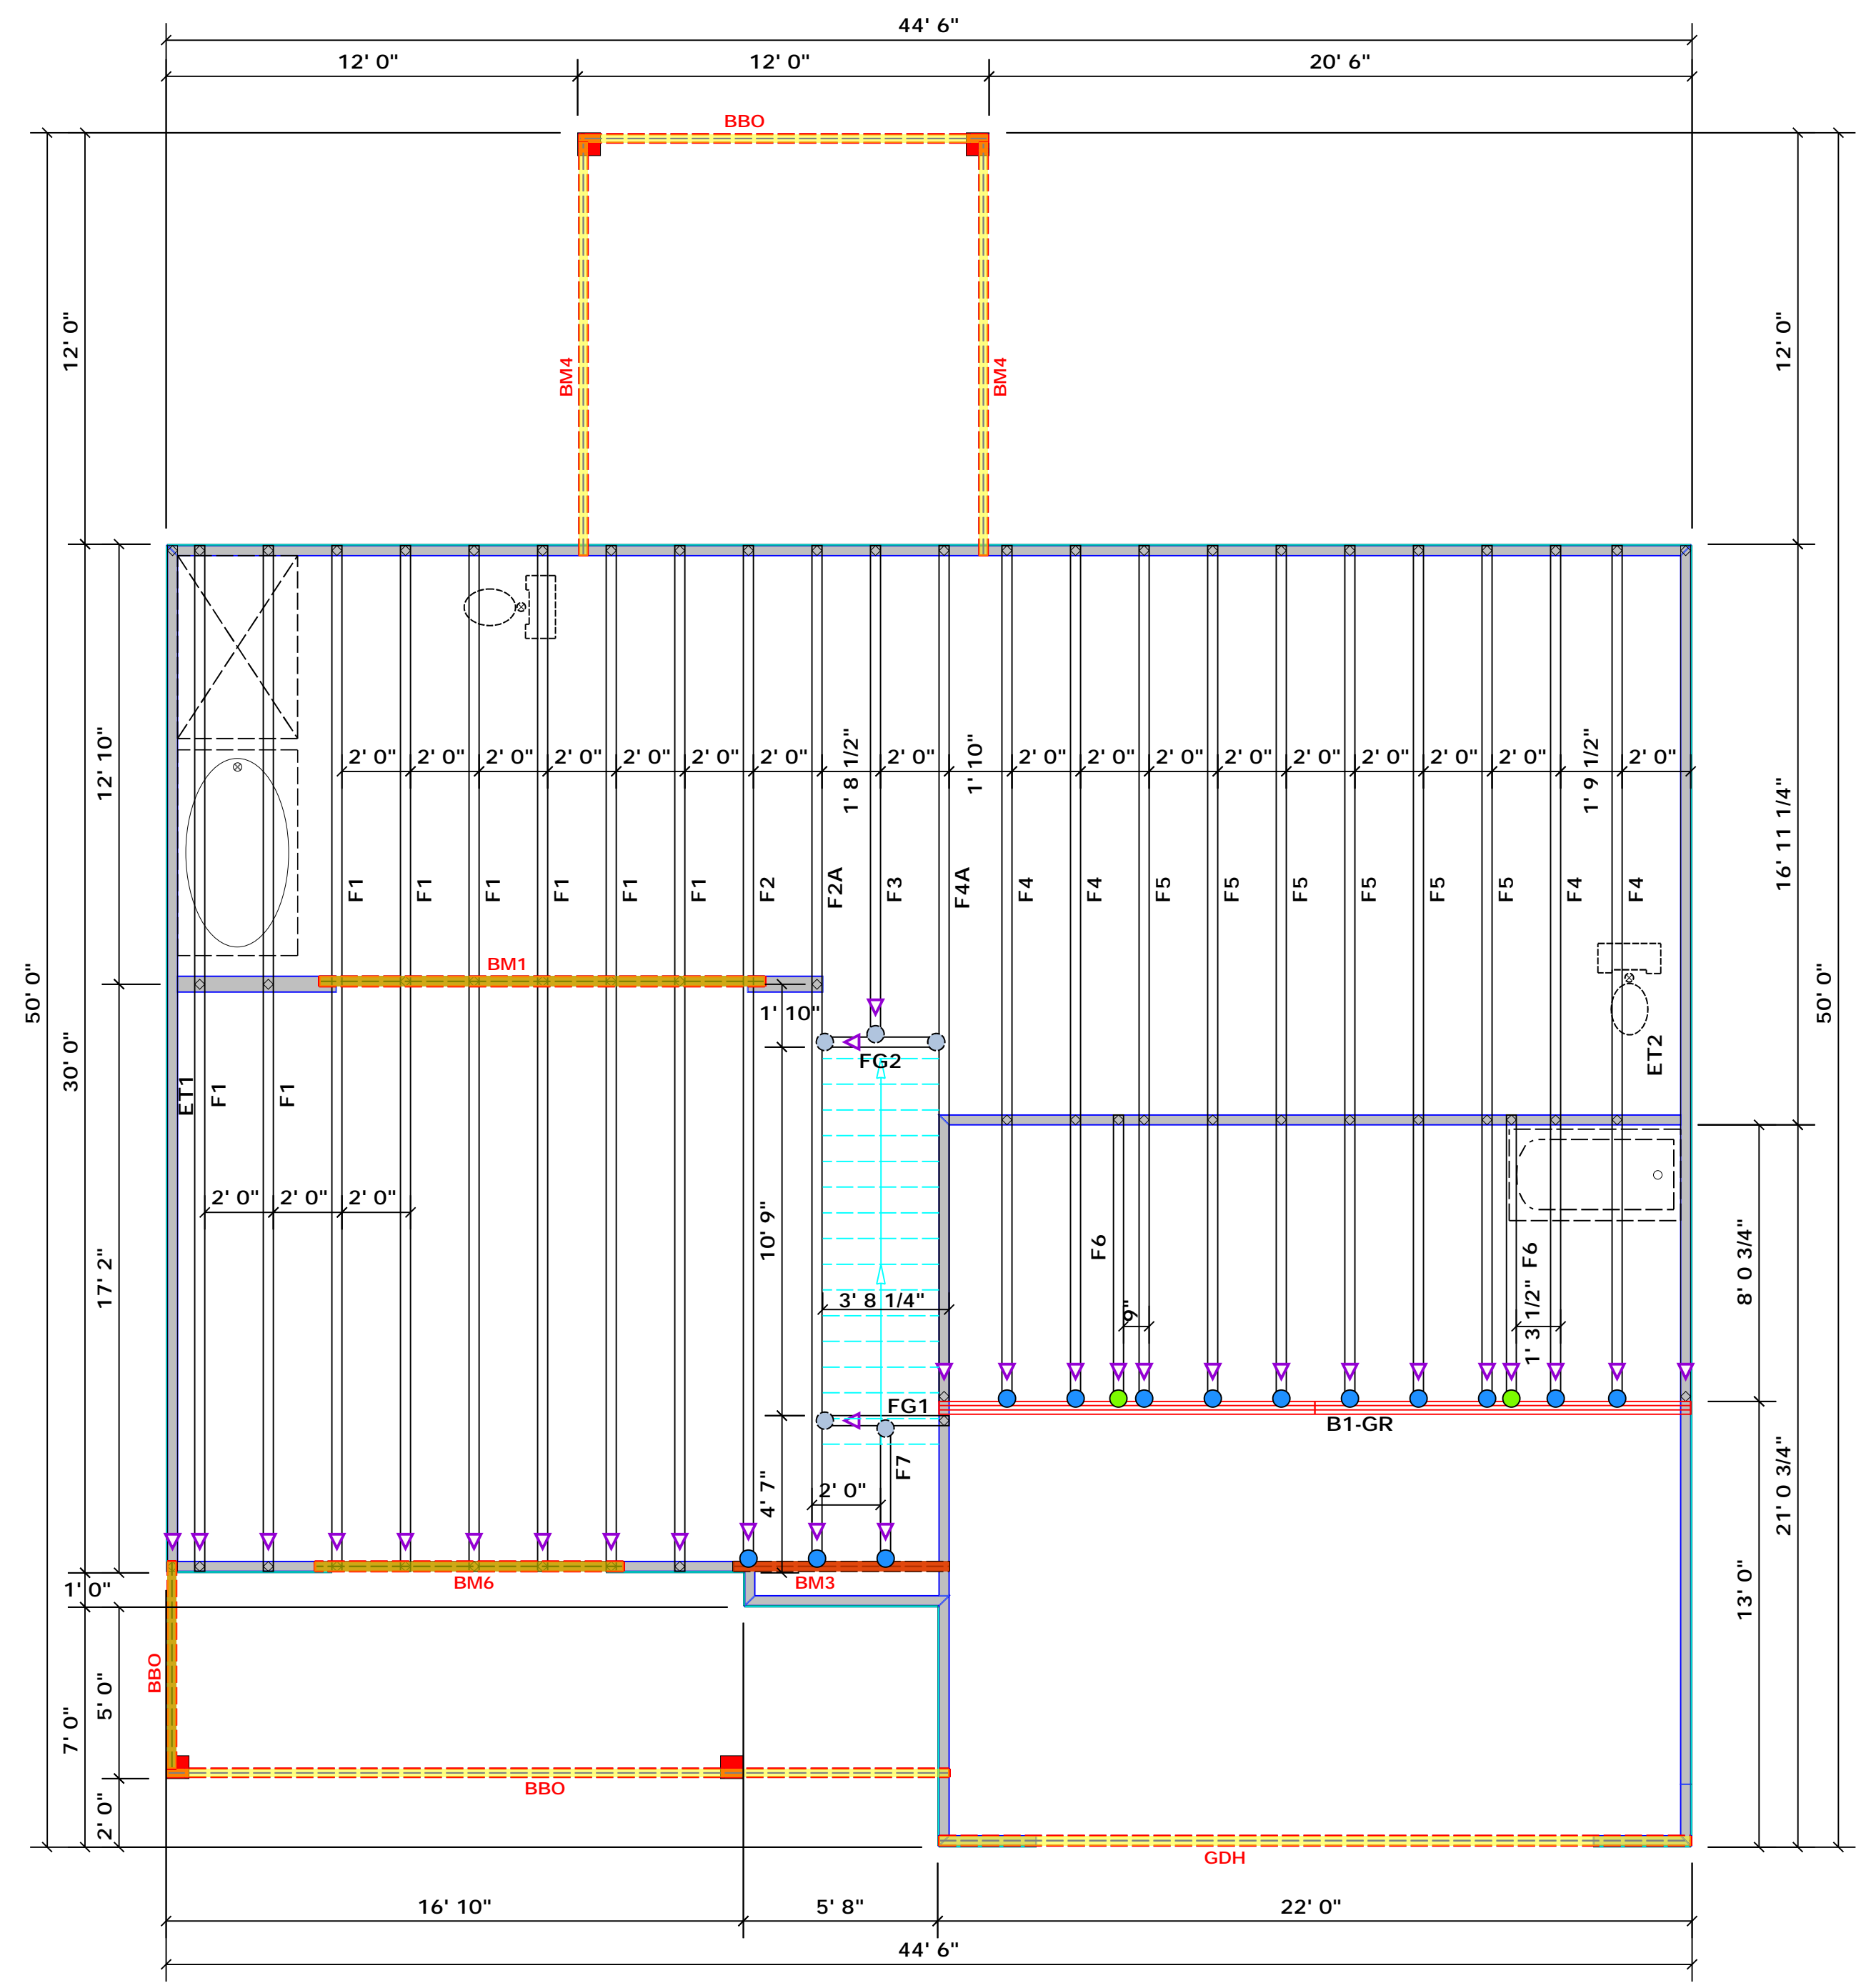 44' 6"
12' 0"
12' 0"
20' 6"
BBO
12' 0"
BM4
BM4
12' 0"
12' 10"
2' 0"
2' 0"
2' 0"
2' 0"
2' 0"
2' 0"
2' 0"
1' 8 1/2"
2' 0"
1' 10"
2' 0"
2' 0"
2' 0"
2' 0"
2' 0"
2' 0"
2' 0"
2' 0"
1' 9 1/2"
2' 0"
16' 11 1/4"
F1
F1
F1
F1
F1
F1
F2
F2A
F3
F4A
F4
F4
F5
F5
F5
F5
F5
F5
F4
F4
BM1
50' 0"
50' 0"
1' 10"
30' 0"
FG2
ET2
ET1
F1
F1
2' 0"
2' 0"
2' 0"
17' 2"
10' 9"
F6
F6
8' 0 3/4"
3' 8 1/4"
9"
1' 3 1/2"
FG1
B1-GR
4' 7"
F7
2' 0"
21' 0 3/4"
1' 0"
BM6
BM3
13' 0"
BBO
5' 0"
7' 0"
BBO
2' 0"
GDH
16' 10"
5' 8"
22' 0"
44' 6"